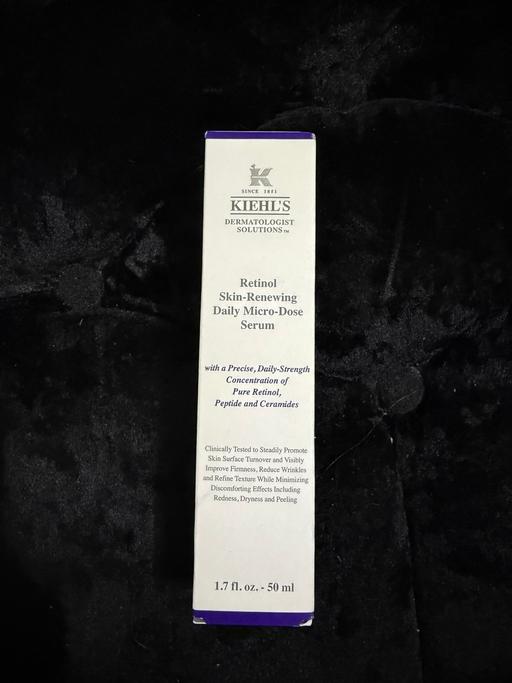 K
SINCE 1851
KIEHL'S
DERMATOLOGIST
SOLUTIONS™
Retinol
Skin-Renewing
Daily Micro-Dose
Serum
with a Precise, Daily-Strength
Concentration of
Pure Retinol,
Peptide and Ceramides
Clinically Tested to Steadily Promote
Skin Surface Turnover and Visibly
Improve Firmness, Reduce Wrinkles
and Refine Texture While Minimizing
Discomforting Effects Including
Redness, Dryness and Peeling
1.7 fl. oz. - 50 ml